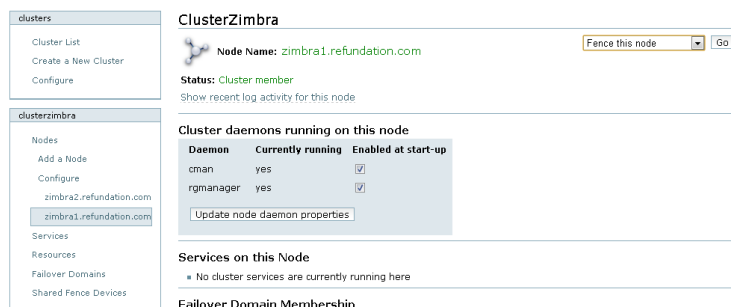 clusters
Cluster List
Create a New Cluster
Configure
clusterzimbra
Nodes
Add a Node
Configure
zimbra2.refundation.com
zimbra1.refundation.com
Services
Resources
Failover Domains
Shared Fence Devices
ClusterZimbra
Node Name: zimbra1.refundation.com
Fence this node Go
Status: Cluster member
Show recent log activity for this node
Cluster daemons running on this node
Daemon Currently running Enabled at start-up
cman yes
rgmanager yes
Update node daemon properties
Services on this Node
No cluster services are currently running here
Failover Domain Membership